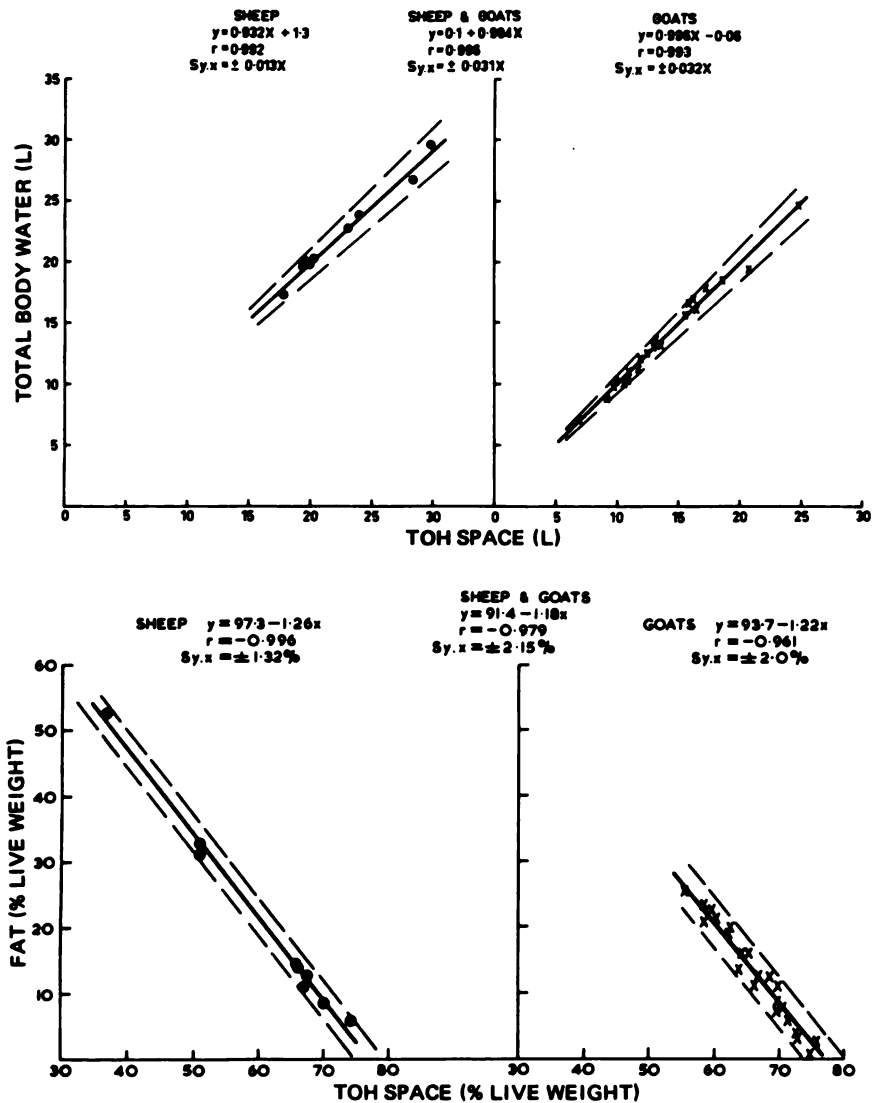 SHEEP
y=0·932X + 1·3
r=0·992
Sy.x = ± 0·013X
SHEEP & GOATS
y=0·1 + 0·984X
r=0·996
Sy.x = ± 0·031X
GOATS
y=0·996X - 0·06
r=0·993
Sy.x = ± 0·032X
TOTAL BODY WATER (L)
35
30
25
20
15
10
5
0 5 10 15 20 25 30 0 5 10 15 20 25 30
TOH SPACE (L)
SHEEP y = 97·3 – 1·26x
r = –0·996
Sy.x = ± 1·32%
SHEEP & GOATS
y = 91·4 – 1·18x
r = –0·979
Sy.x = ± 2·15%
GOATS y = 93·7 – 1·22x
r = –0·961
Sy.x = ± 2·0%
FAT (% LIVE WEIGHT)
60
50
40
30
20
10
30 40 50 60 70 80 30 50 60 70 80
TOH SPACE (% LIVE WEIGHT)